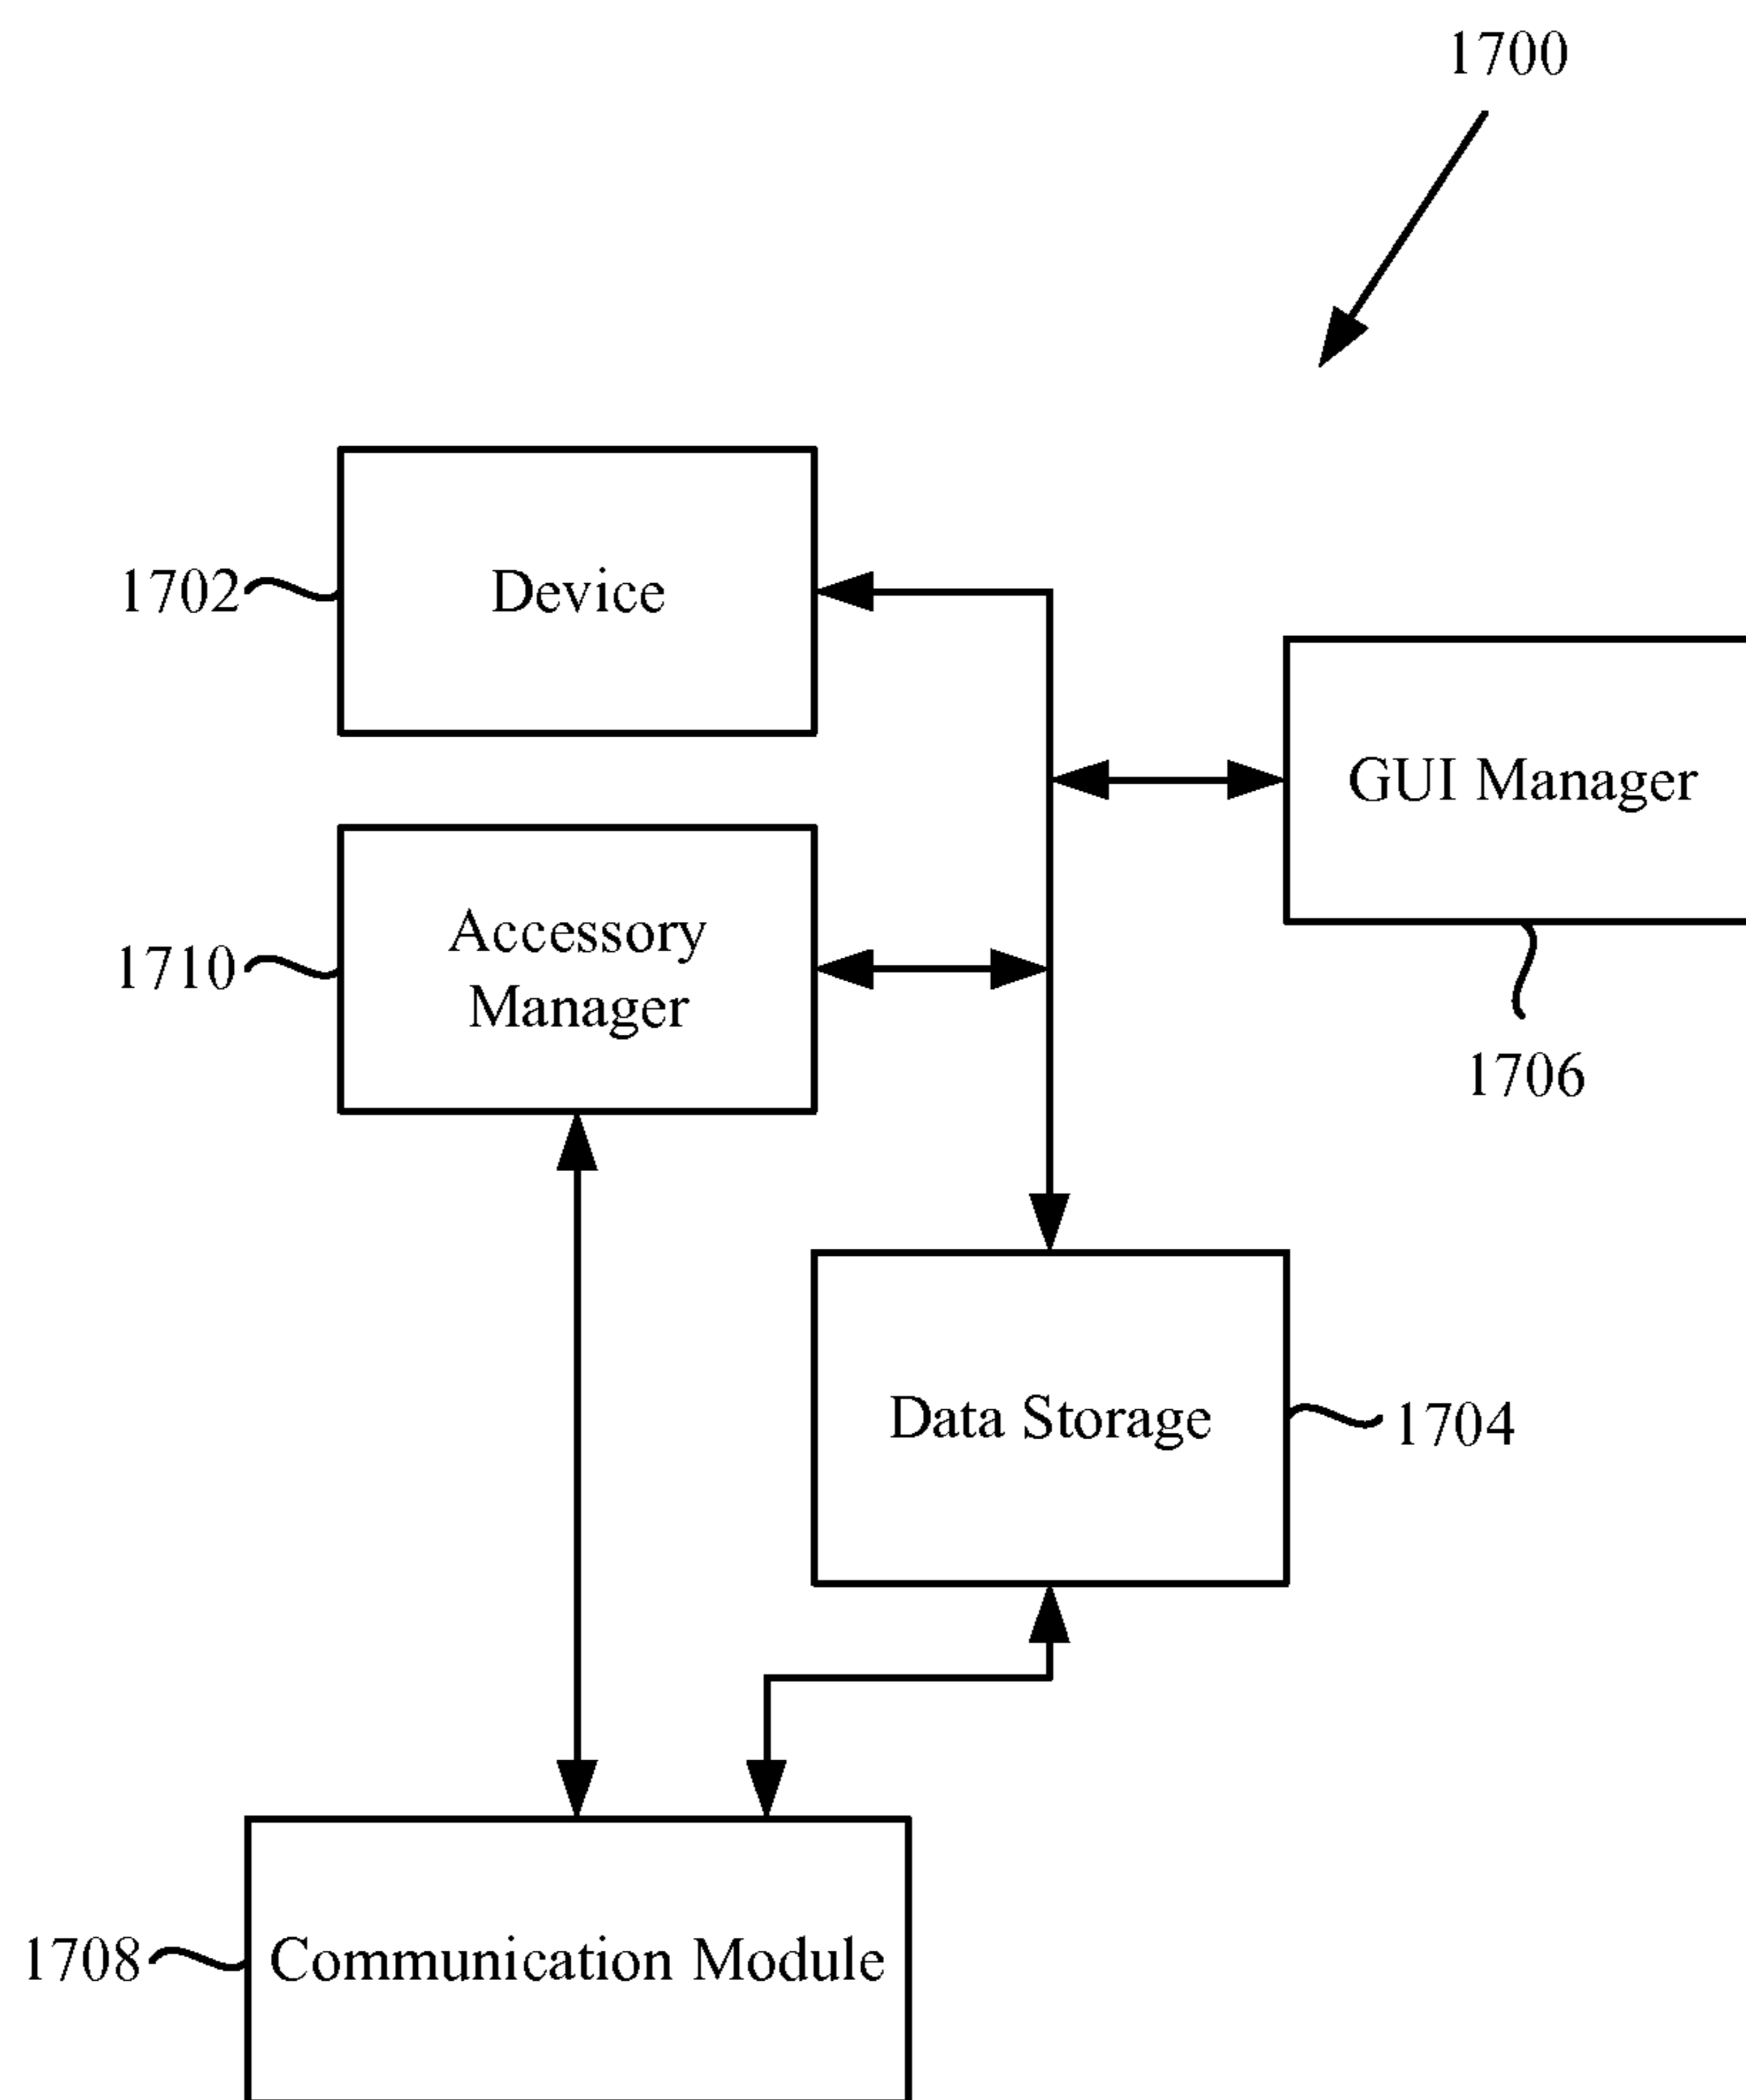 1700
1702
Device
GUI Manager
1706
1710
Accessory
Manager
Data Storage
1704
1708
Communication Module